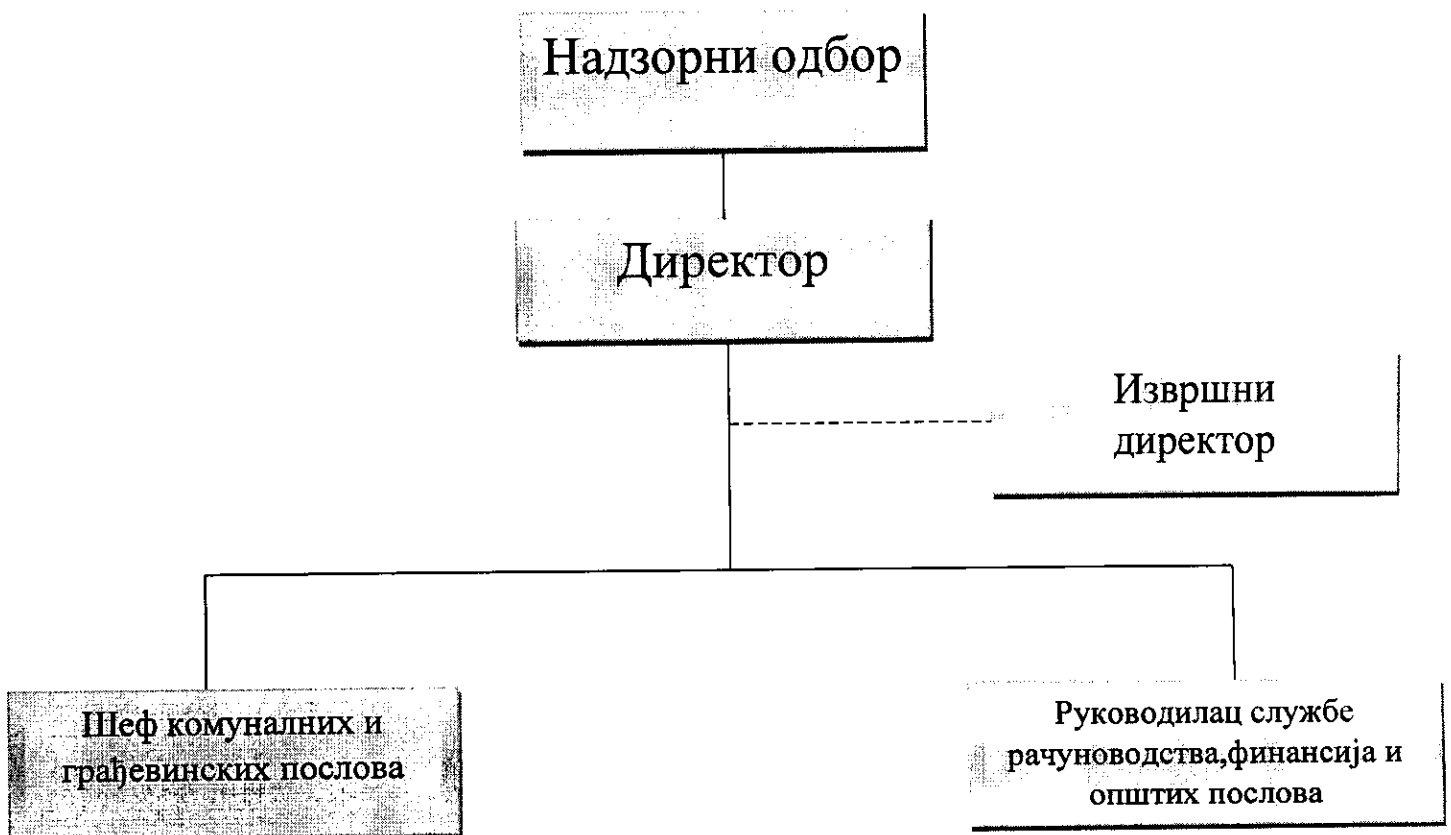 Надзорни одбор
Директор
Извршни
директор
Шеф комуналних и
грађевинских послова
Руководилац службе
рачуноводства,финансија и
општих послова